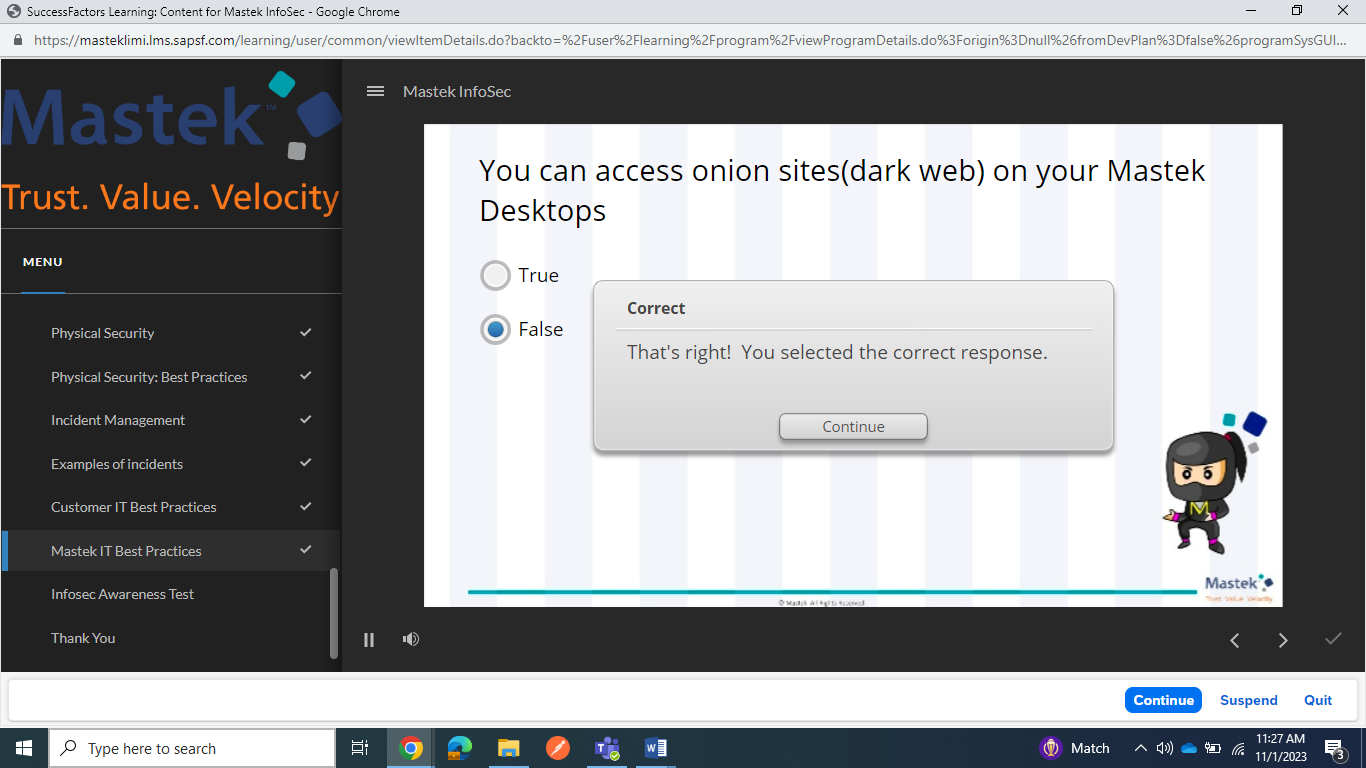 SuccessFactors Learning: Content for Mastek InfoSec - Google Chrome
https://masteklimi.lms.sapsf.com/learning/user/common/viewItemDetails.do?backto=%2Fuser%2Flearning%2Fprogram%2FviewProgramDetails.do%3Forigin%3Dnull%26fromDevPlan%3Dfalse%26programSysGUI...
Mastek™
Trust. Value. Velocity
MENU
Physical Security
Physical Security: Best Practices
Incident Management
Examples of incidents
Customer IT Best Practices
Mastek IT Best Practices
Infosec Awareness Test
Thank You
Mastek InfoSec
You can access onion sites(dark web) on your Mastek
Desktops
True
False
Correct
That's right! You selected the correct response.
Continue
M
Mastek
Trust. Value. Velocity
© Mastek All Rights Reserved
Continue Suspend Quit
Type here to search
Match
11:27 AM
11/1/2023
3